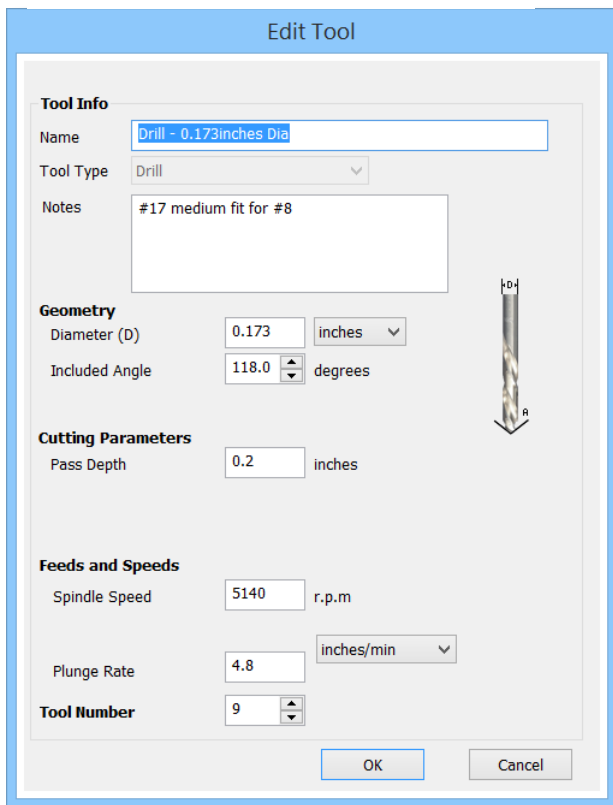 Edit Tool
Tool Info
Name Drill - 0.173inches Dia
Tool Type Drill
Notes #17 medium fit for #8
D
Geometry
Diameter (D) 0.173 inches
Included Angle 118.0 degrees
A
Cutting Parameters
Pass Depth 0.2 inches
Feeds and Speeds
Spindle Speed 5140 r.p.m
inches/min
Plunge Rate 4.8
Tool Number 9
OK Cancel